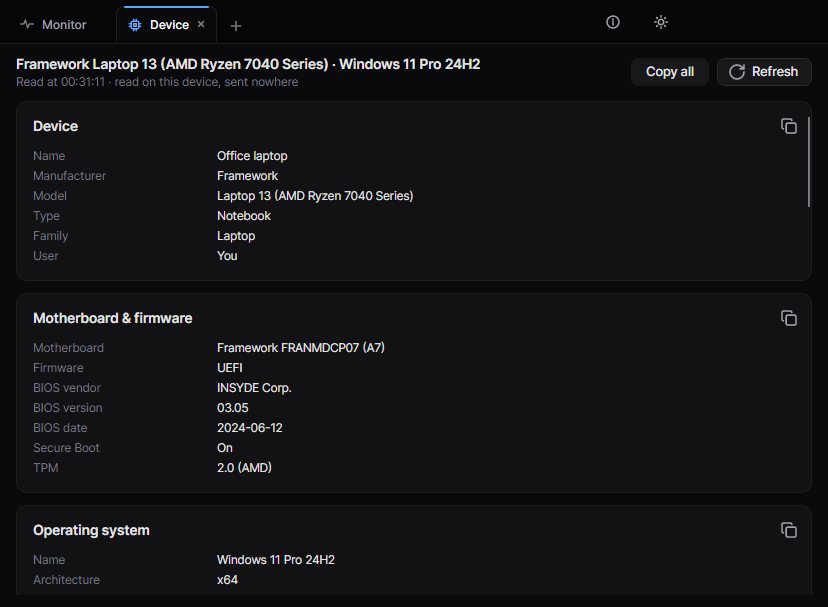 Monitor
Device
Framework Laptop 13 (AMD Ryzen 7040 Series) · Windows 11 Pro 24H2
Read at 00:31:11 · read on this device, sent nowhere
Copy all
Refresh
Device
Name Office laptop
Manufacturer Framework
Model Laptop 13 (AMD Ryzen 7040 Series)
Type Notebook
Family Laptop
User You
Motherboard & firmware
Motherboard Framework FRANMDCP07 (A7)
Firmware UEFI
BIOS vendor INSYDE Corp.
BIOS version 03.05
BIOS date 2024-06-12
Secure Boot On
TPM 2.0 (AMD)
Operating system
Name Windows 11 Pro 24H2
Architecture x64